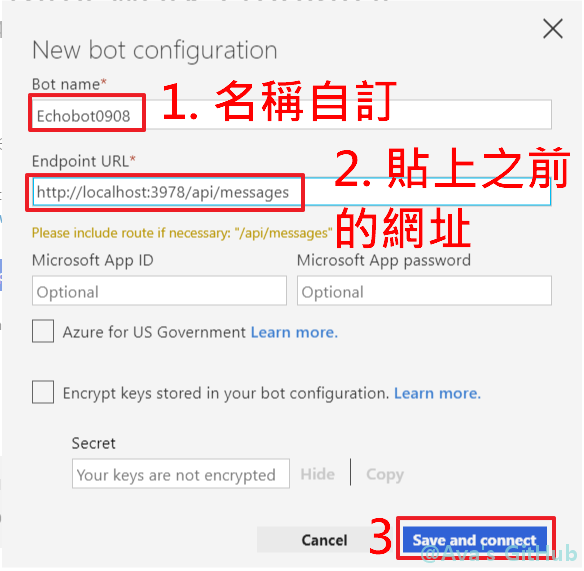 New bot configuration
Bot name*
Echobot0908
1. 名稱自訂
Endpoint URL*
http://localhost:3978/api/messages
2. 貼上之前
的網址
Please include route if necessary: "/api/messages"
Microsoft App ID
Microsoft App password
Optional
Optional
Azure for US Government Learn more.
Encrypt keys stored in your bot configuration. Learn more.
Secret
Your keys are not encrypted
Hide
Copy
Cancel
3
Save and connect
@Ava's GitHub